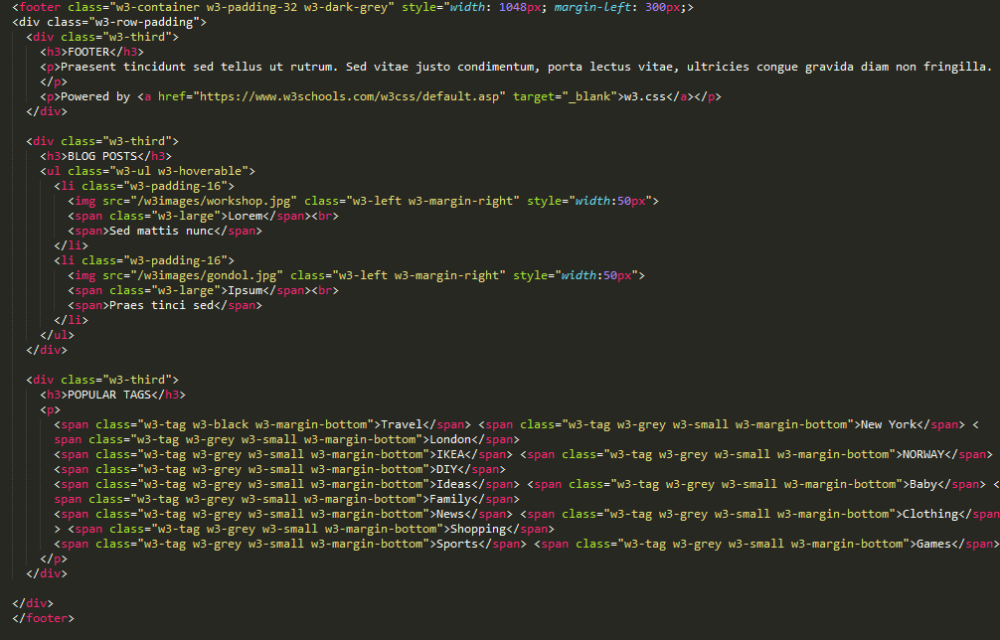 <footer class="w3-container w3-padding-32 w3-dark-grey" style="width: 1048px; margin-left: 300px;>
<div class="w3-row-padding">
<div class="w3-third">
<h3>FOOTER</h3>
<p>Praesent tincidunt sed tellus ut rutrum. Sed vitae justo condimentum, porta lectus vitae, ultricies congue gravida diam non fringilla.
</p>
<p>Powered by <a href="https://www.w3schools.com/w3css/default.asp" target="_blank">w3.css</a></p>
</div>
<div class="w3-third">
<h3>BLOG POSTS</h3>
<ul class="w3-ul w3-hoverable">
<li class="w3-padding-16">
<img src="/w3images/workshop.jpg" class="w3-left w3-margin-right" style="width:50px">
<span class="w3-large">Lorem</span><br>
<span>Sed mattis nunc</span>
</li>
<li class="w3-padding-16">
<img src="/w3images/gondol.jpg" class="w3-left w3-margin-right" style="width:50px">
<span class="w3-large">Ipsum</span><br>
<span>Praes tinci sed</span>
</li>
</ul>
</div>
<div class="w3-third">
<h3>POPULAR TAGS</h3>
<p>
<span class="w3-tag w3-black w3-margin-bottom">Travel</span> <span class="w3-tag w3-grey w3-small w3-margin-bottom">New York</span> <
span class="w3-tag w3-grey w3-small w3-margin-bottom">London</span>
<span class="w3-tag w3-grey w3-small w3-margin-bottom">IKEA</span> <span class="w3-tag w3-grey w3-small w3-margin-bottom">NORWAY</span>
<span class="w3-tag w3-grey w3-small w3-margin-bottom">DIY</span>
<span class="w3-tag w3-grey w3-small w3-margin-bottom">Ideas</span> <span class="w3-tag w3-grey w3-small w3-margin-bottom">Baby</span> <
span class="w3-tag w3-grey w3-small w3-margin-bottom">Family</span>
<span class="w3-tag w3-grey w3-small w3-margin-bottom">News</span> <span class="w3-tag w3-grey w3-small w3-margin-bottom">Clothing</span
> <span class="w3-tag w3-grey w3-small w3-margin-bottom">Shopping</span>
<span class="w3-tag w3-grey w3-small w3-margin-bottom">Sports</span> <span class="w3-tag w3-grey w3-small w3-margin-bottom">Games</span>
</p>
</div>
</div>
</footer>